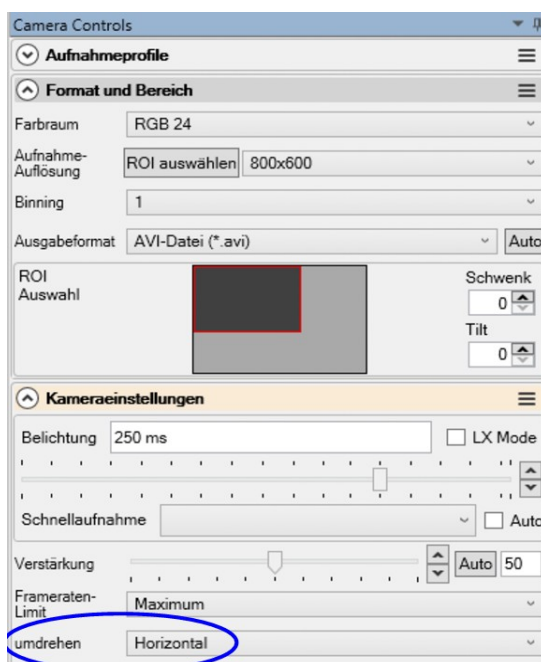 Camera Controls
Aufnahmeprofile
Format und Bereich
Farbraum RGB 24
Aufnahme-
Auflösung ROI auswählen 800x600
Binning 1
Ausgabeformat AVI-Datei (*.avi) Auto
ROI
Auswahl
Schwenk
0
Tilt
0
Kameraeinstellungen
Belichtung 250 ms LX Mode
Schnellaufnahme Auto
Verstärkung Auto 50
Frameraten-
Limit Maximum
umdrehen Horizontal